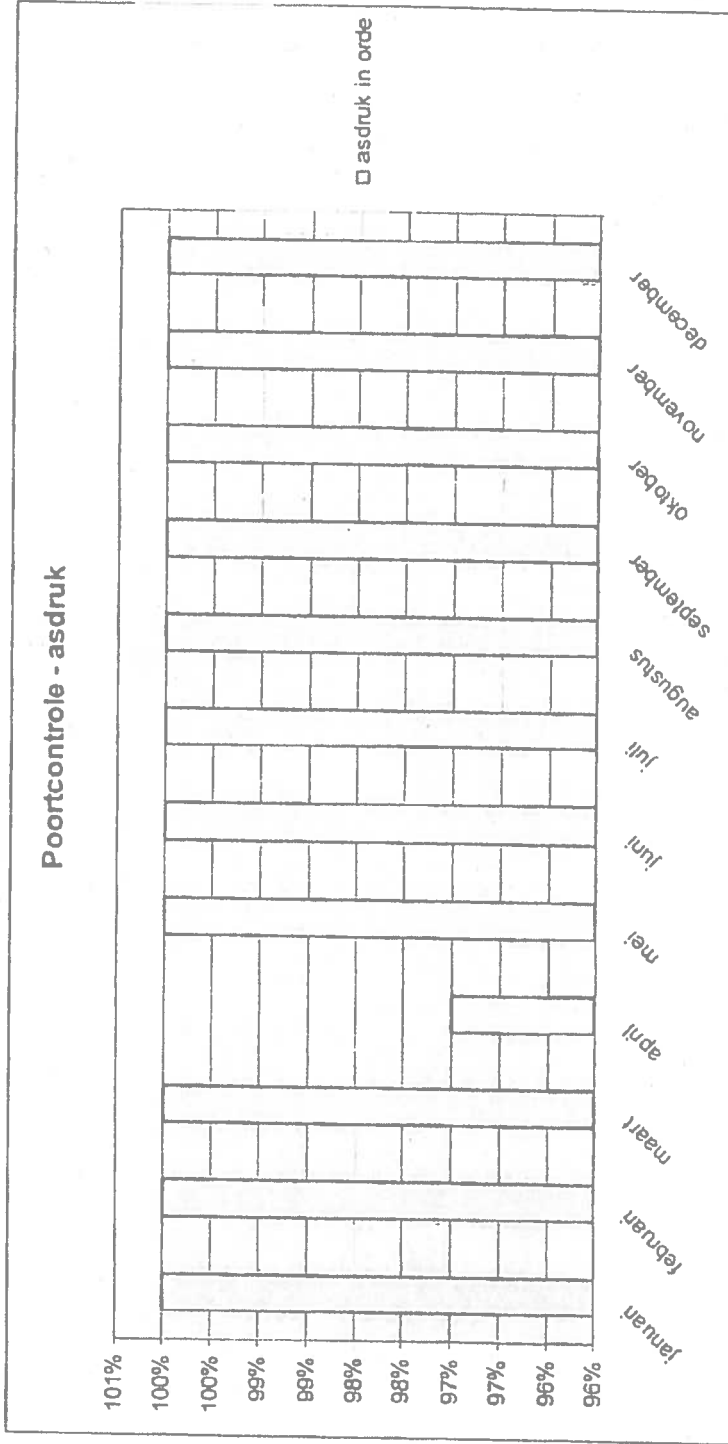 Poortcontrole - asdruk
101%
100%
100%
99%
99%
98%
98%
97%
97%
96%
96%
januari
februari
maart
april
mei
juni
juli
augustus
september
oktober
november
december
asdruk in orde